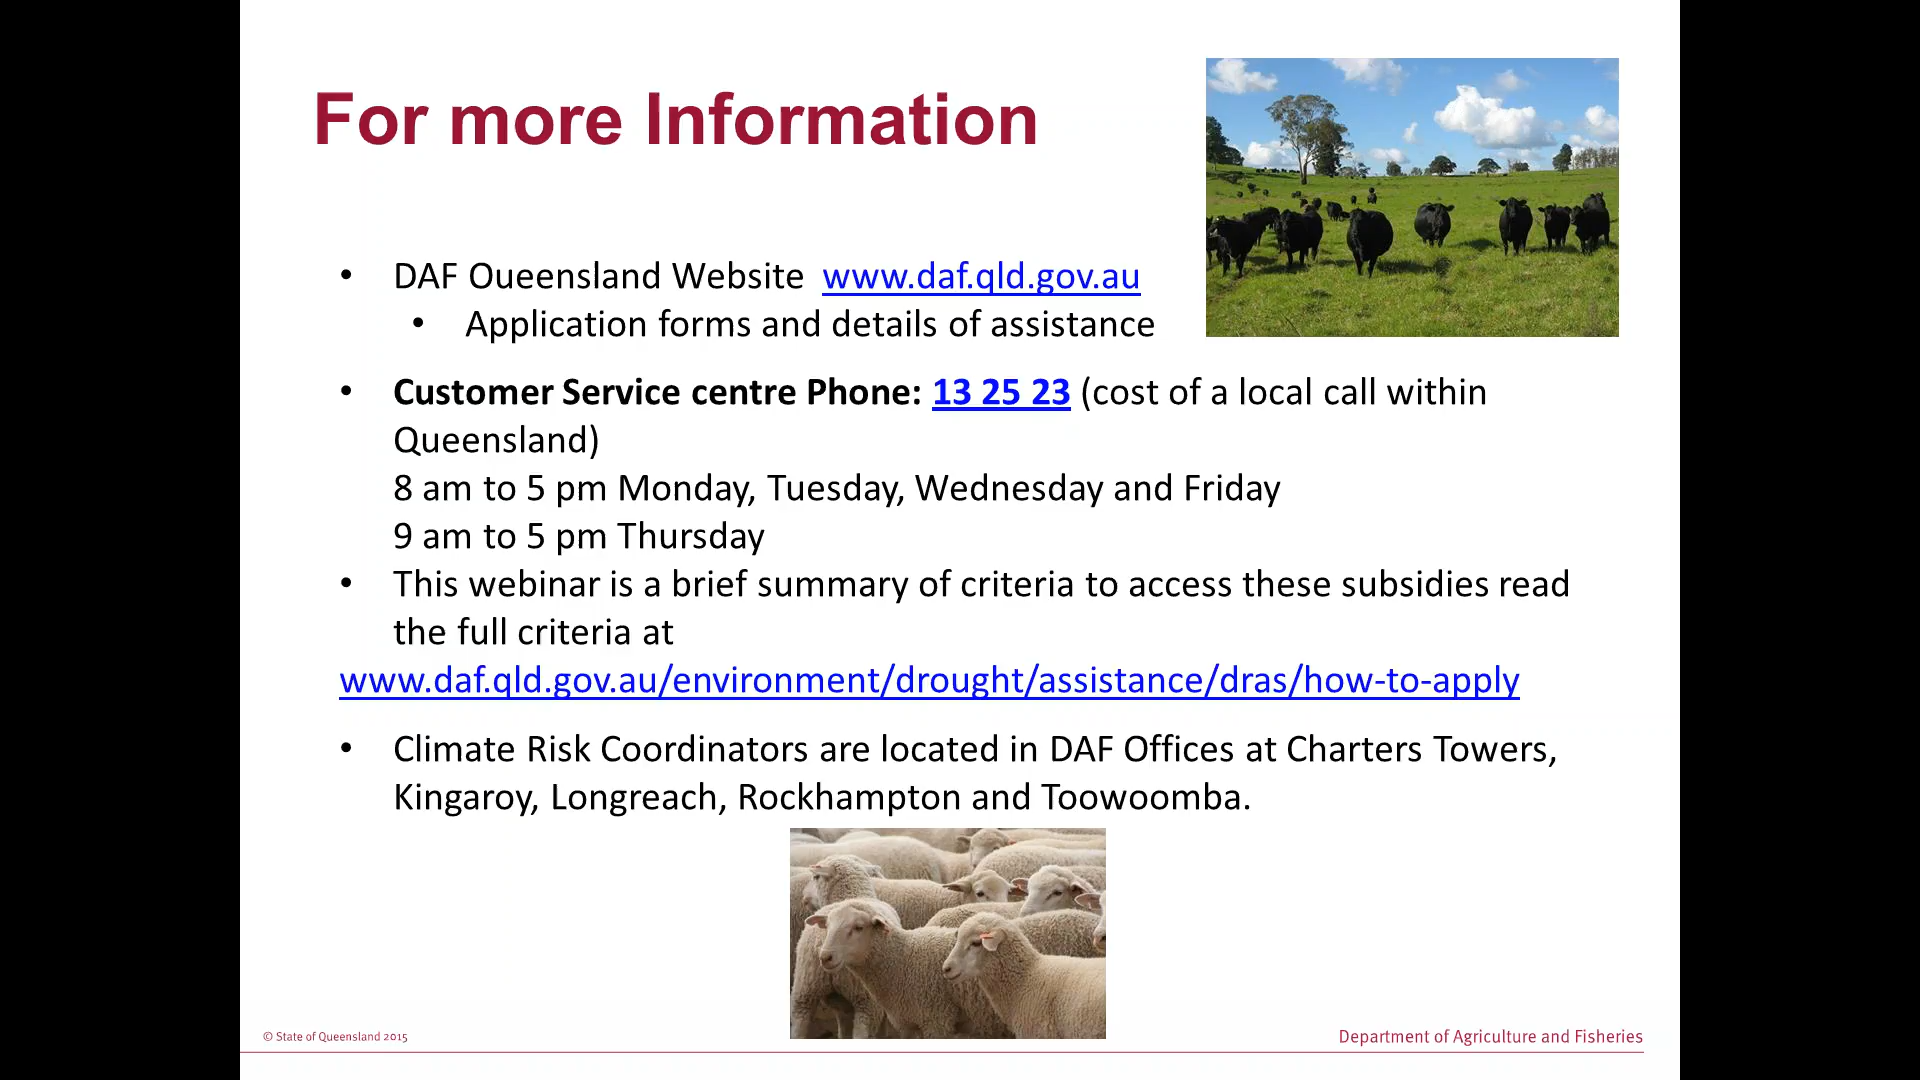 For more Information
• DAF Oueensland Website www.daf.qld.gov.au
• Application forms and details of assistance
• Customer Service centre Phone: 13 25 23 (cost of a local call within
Queensland)
8 am to 5 pm Monday, Tuesday, Wednesday and Friday
9 am to 5 pm Thursday
• This webinar is a brief summary of criteria to access these subsidies read
the full criteria at
www.daf.qld.gov.au/environment/drought/assistance/dras/how-to-apply
• Climate Risk Coordinators are located in DAF Offices at Charters Towers,
Kingaroy, Longreach, Rockhampton and Toowoomba.
© State of Queensland 2015
Department of Agriculture and Fisheries